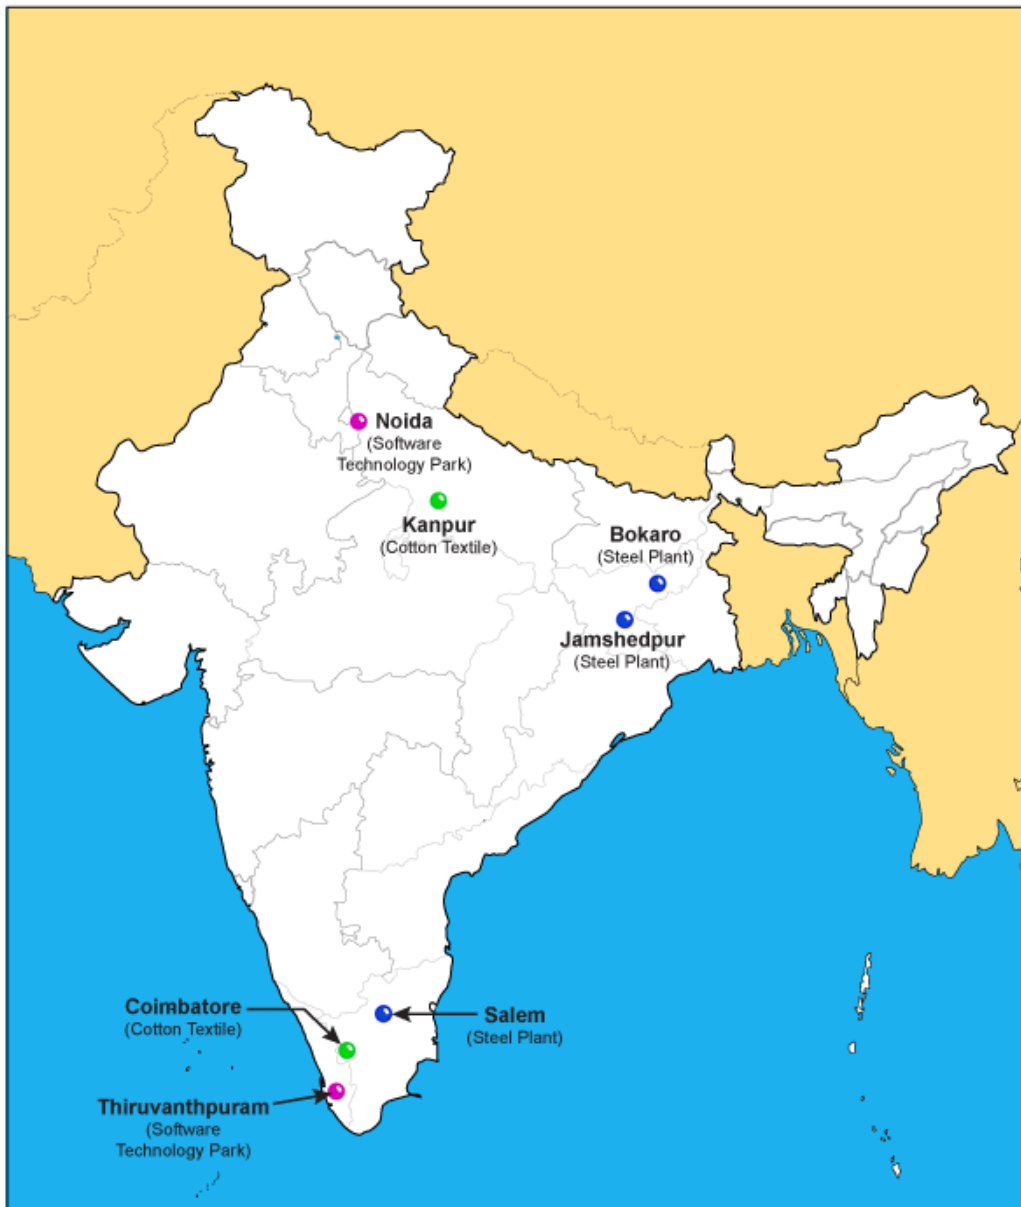 Noida
(Software
Technology Park)
Kanpur
(Cotton Textile)
Bokaro
(Steel Plant)
Jamshedpur
(Steel Plant)
Coimbatore
(Cotton Textile)
Salem
(Steel Plant)
Thiruvanthpuram
(Software
Technology Park)